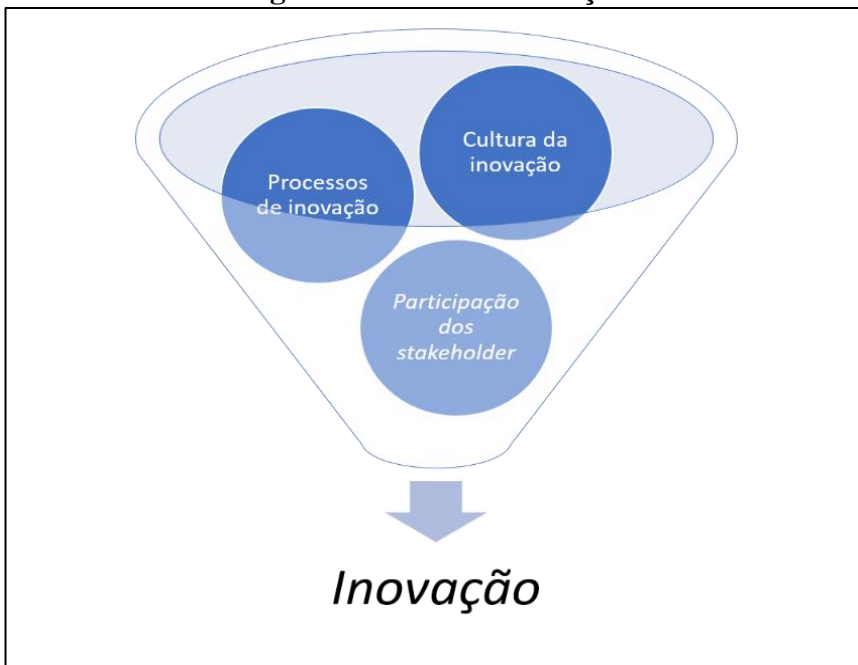 Processos
de inovação
Cultura da
inovação
Participação
dos
stakeholder
Inovação